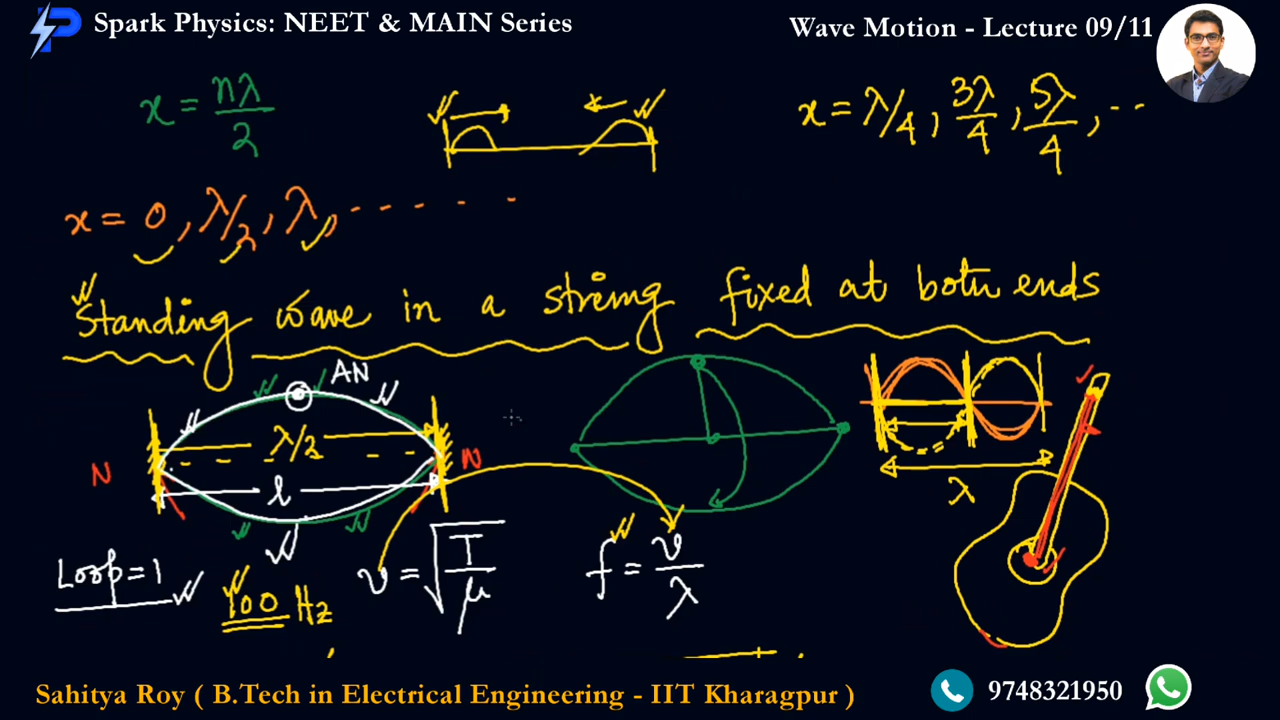 Spark Physics: NEET & MAIN Series
Wave Motion - Lecture 09/11
x = nλ/2
x = λ/4, 3λ/4, 5λ/4, ..
x = 0, λ/2, λ, ......
Standing wave in a string fixed at both ends
AN
λ/2
N
N
l
λ
Loop=1
100 Hz
v = √(T/μ)
f = v/λ
Sahitya Roy ( B.Tech in Electrical Engineering - IIT Kharagpur )
9748321950